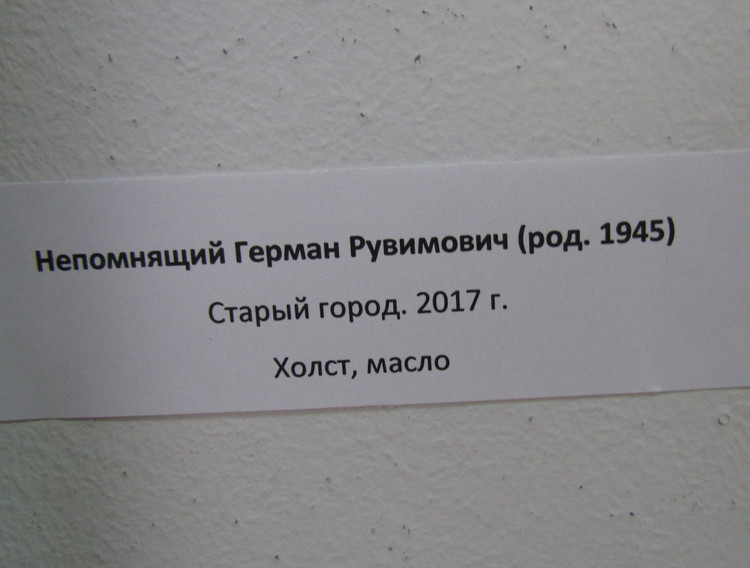 Непомнящий Герман Рувимович (род. 1945)
Старый город. 2017 г.
Холст, масло